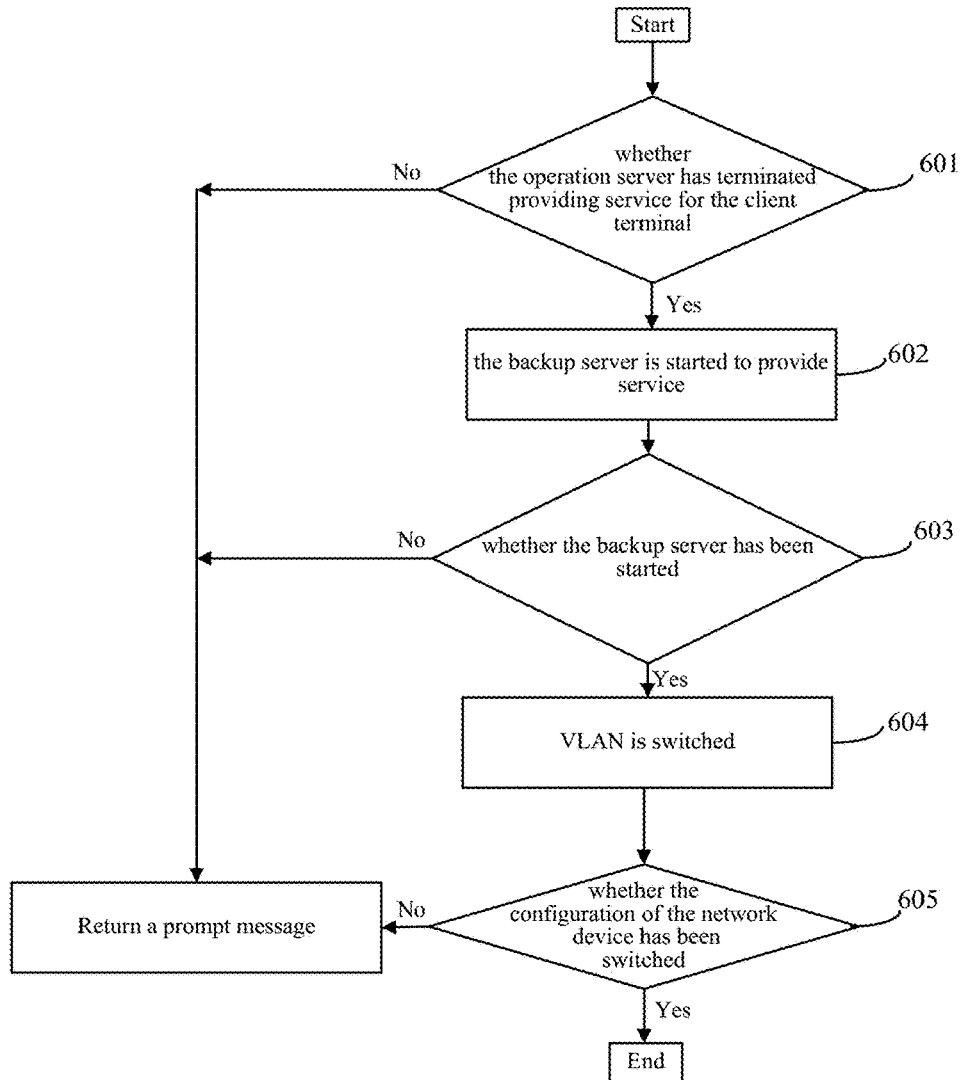 Start
whether
the operation server has terminated
providing service for the client
terminal
601
No
Yes
the backup server is started to provide
service
602
whether the backup server has been
started
603
No
Yes
VLAN is switched
604
whether the
configuration of the network
device has been
switched
605
No
Return a prompt message
Yes
End